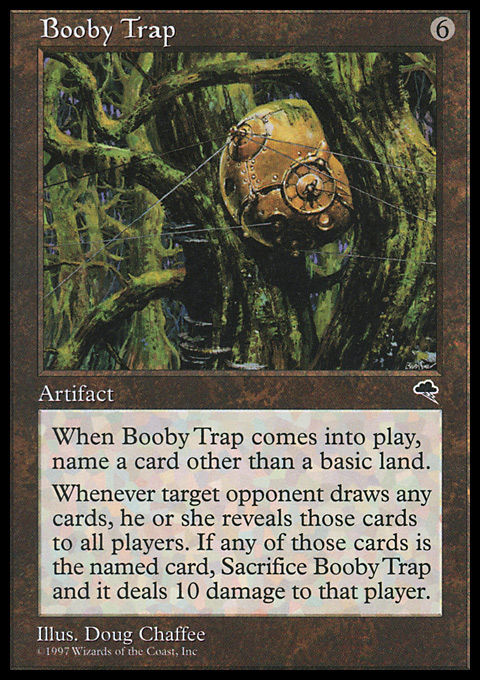 Booby Trap 6
Artifact
When Booby Trap comes into play,
name a card other than a basic land.
Whenever target opponent draws any
cards, he or she reveals those cards
to all players. If any of those cards is
the named card, Sacrifice Booby Trap
and it deals 10 damage to that player.
Illus. Doug Chaffee
©1997 Wizards of the Coast, Inc